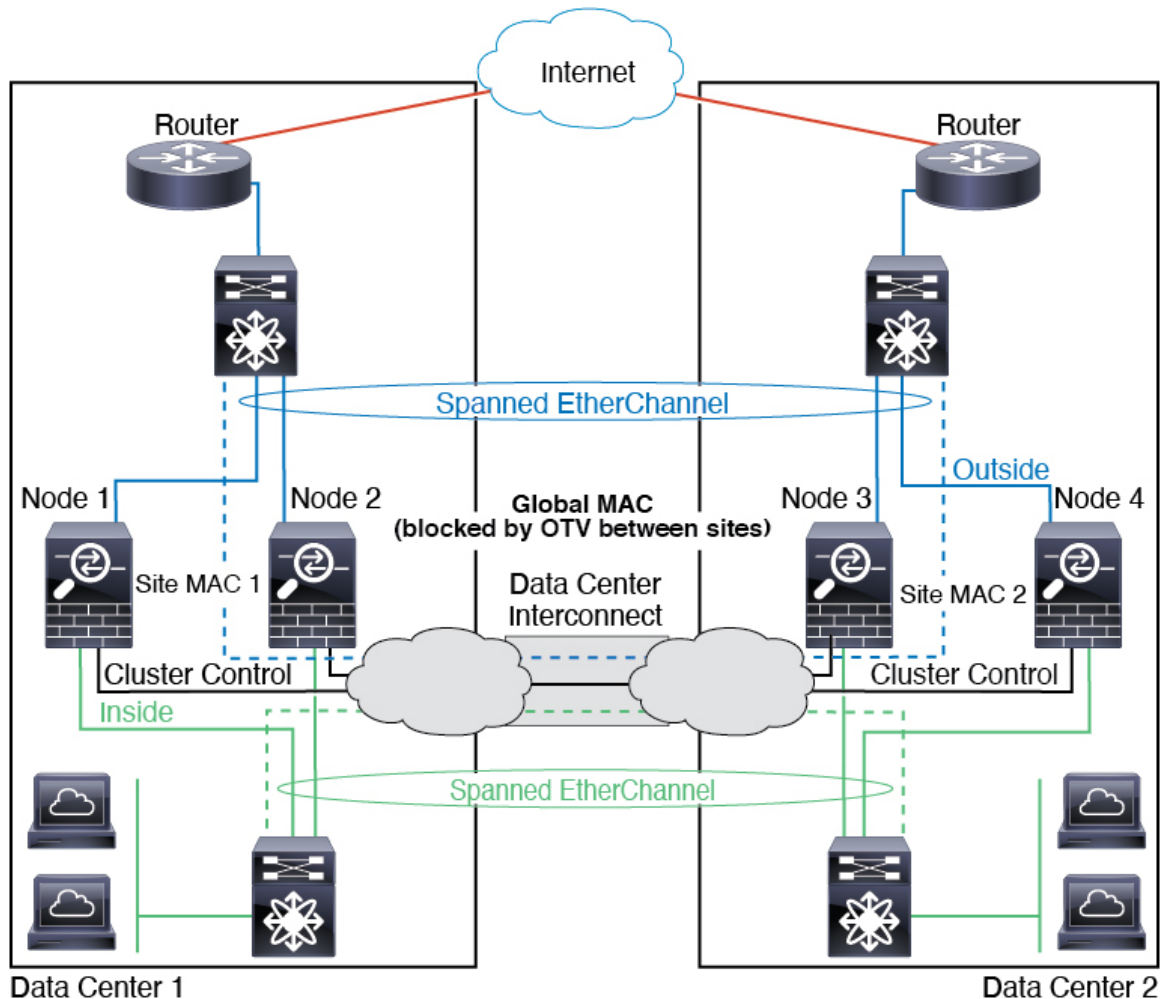 Internet
Router
Router
Spanned EtherChannel
Outside
Node 1
Node 2
Global MAC
(blocked by OTV between sites)
Node 3
Node 4
Site MAC 1
Data Center
Interconnect
Site MAC 2
Cluster Control
Cluster Control
Inside
Spanned EtherChannel
Data Center 1
Data Center 2